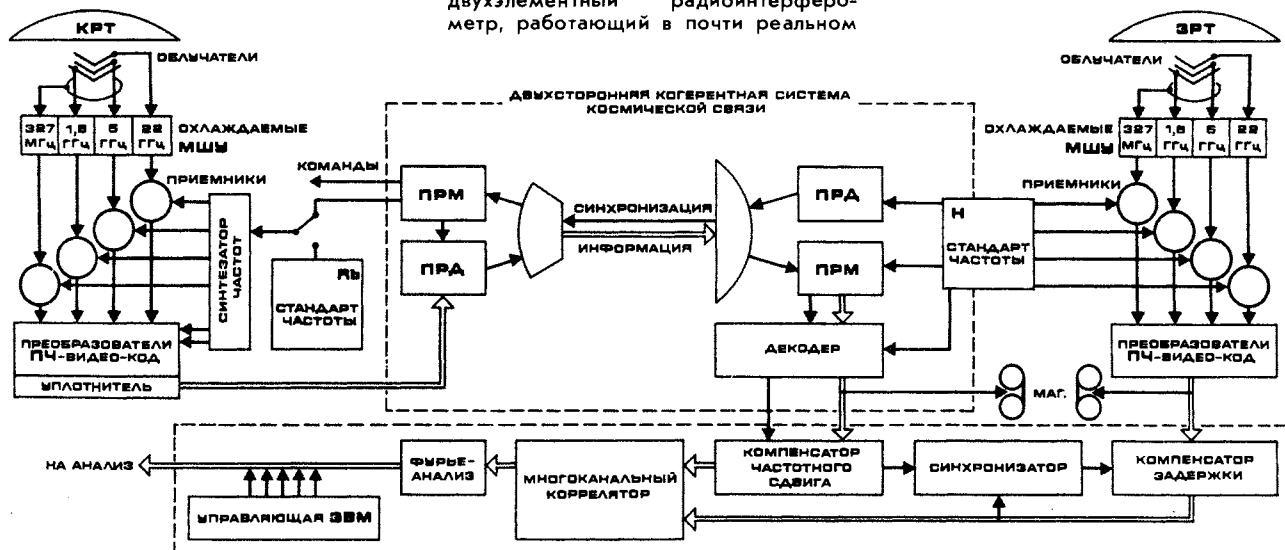 двухэлементный радиоинтерферо-
метр, работающий в почти реальном
КРТ
ОБЛУЧАТЕЛИ
327 МГц
1,6 ГГц
5 ГГц
22 ГГц
ОХЛАЖДАЕМЫЕ
МШУ
ПРИЕМНИКИ
СИНТЕЗАТОР
ЧАСТОТ
ПРЕОБРАЗОВАТЕЛИ
ПЧ-ВИДЕО-КОД
УПЛОТНИТЕЛЬ
КОМАНДЫ
Rb
СТАНДАРТ
ЧАСТОТЫ
ДВУХСТОРОННЯЯ КОГЕРЕНТНАЯ СИСТЕМА
КОСМИЧЕСКОЙ СВЯЗИ
ПРМ
ПРД
СИНХРОНИЗАЦИЯ
ИНФОРМАЦИЯ
ПРД
ПРМ
ДЕКОДЕР
H
СТАНДАРТ
ЧАСТОТЫ
ЗРТ
ОБЛУЧАТЕЛИ
ОХЛАЖДАЕМЫЕ
МШУ
327 МГц
1,6 ГГц
5 ГГц
22 ГГц
ПРИЕМНИКИ
ПРЕОБРАЗОВАТЕЛИ
ПЧ-ВИДЕО-КОД
МАГ.
НА АНАЛИЗ
ФУРЬЕ-
АНАЛИЗ
УПРАВЛЯЮЩАЯ ЭВМ
МНОГОКАНАЛЬНЫЙ
КОРРЕЛЯТОР
КОМПЕНСАТОР
ЧАСТОТНОГО
СДВИГА
СИНХРОНИЗАТОР
КОМПЕНСАТОР
ЗАДЕРЖКИ